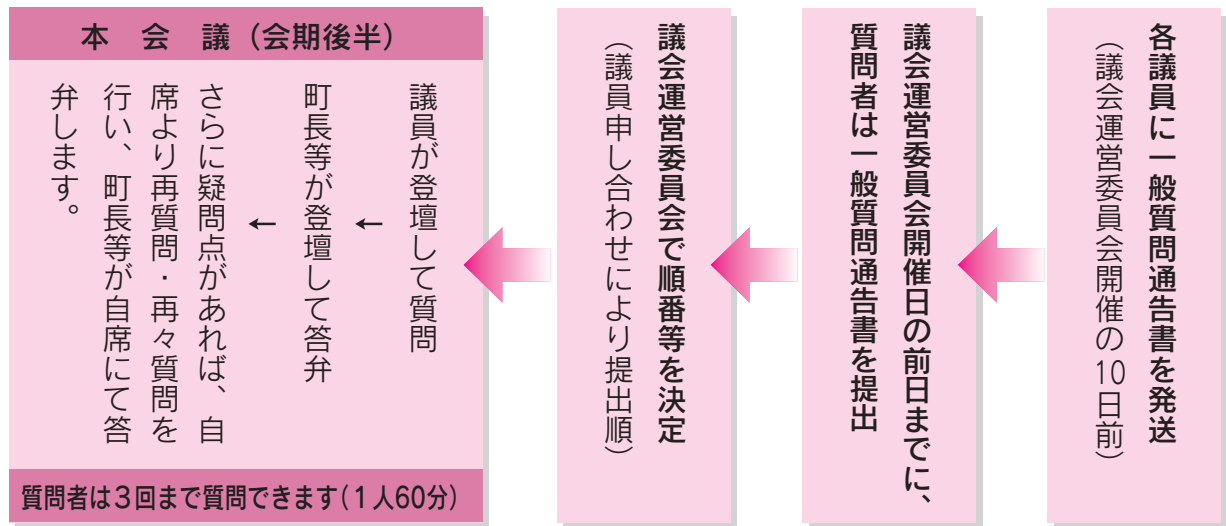 各議員に一般質問通告書を発送
（議会運営委員会開催の10日前）
議会運営委員会開催日の前日までに、
質問者は一般質問通告書を提出
議会運営委員会で順番等を決定
（議員申し合わせにより提出順）
本会議（会期後半）
議員が登壇して質問
←
町長等が登壇して答弁
←
さらに疑問点があれば、自
席より再質問・再々質問を
行い、町長等が自席にて答
弁します。
質問者は３回まで質問できます（１人60分）